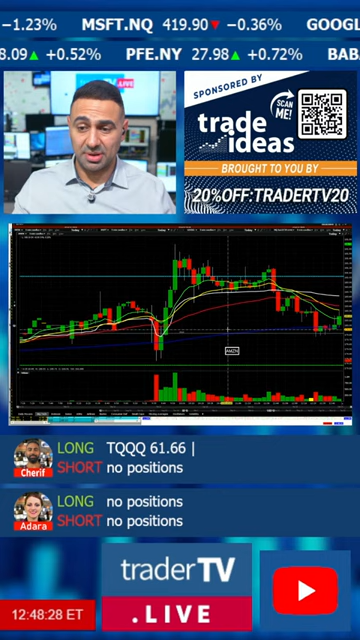 −1.23% MSFT.NQ 419.90▼ −0.36% GOOGL
8.09▲ +0.52% PFE.NY 27.98▲ +0.72% BAB
.LIVE
SPONSORED BY
trade
ideas
SCAN
ME!
BROUGHT TO YOU BY
20%OFF:TRADERTV20
AMZN
LONG TQQQ 61.66 |
SHORT no positions
Cherif
LONG no positions
SHORT no positions
Adara
traderTV
.LIVE
12:48:28 ET